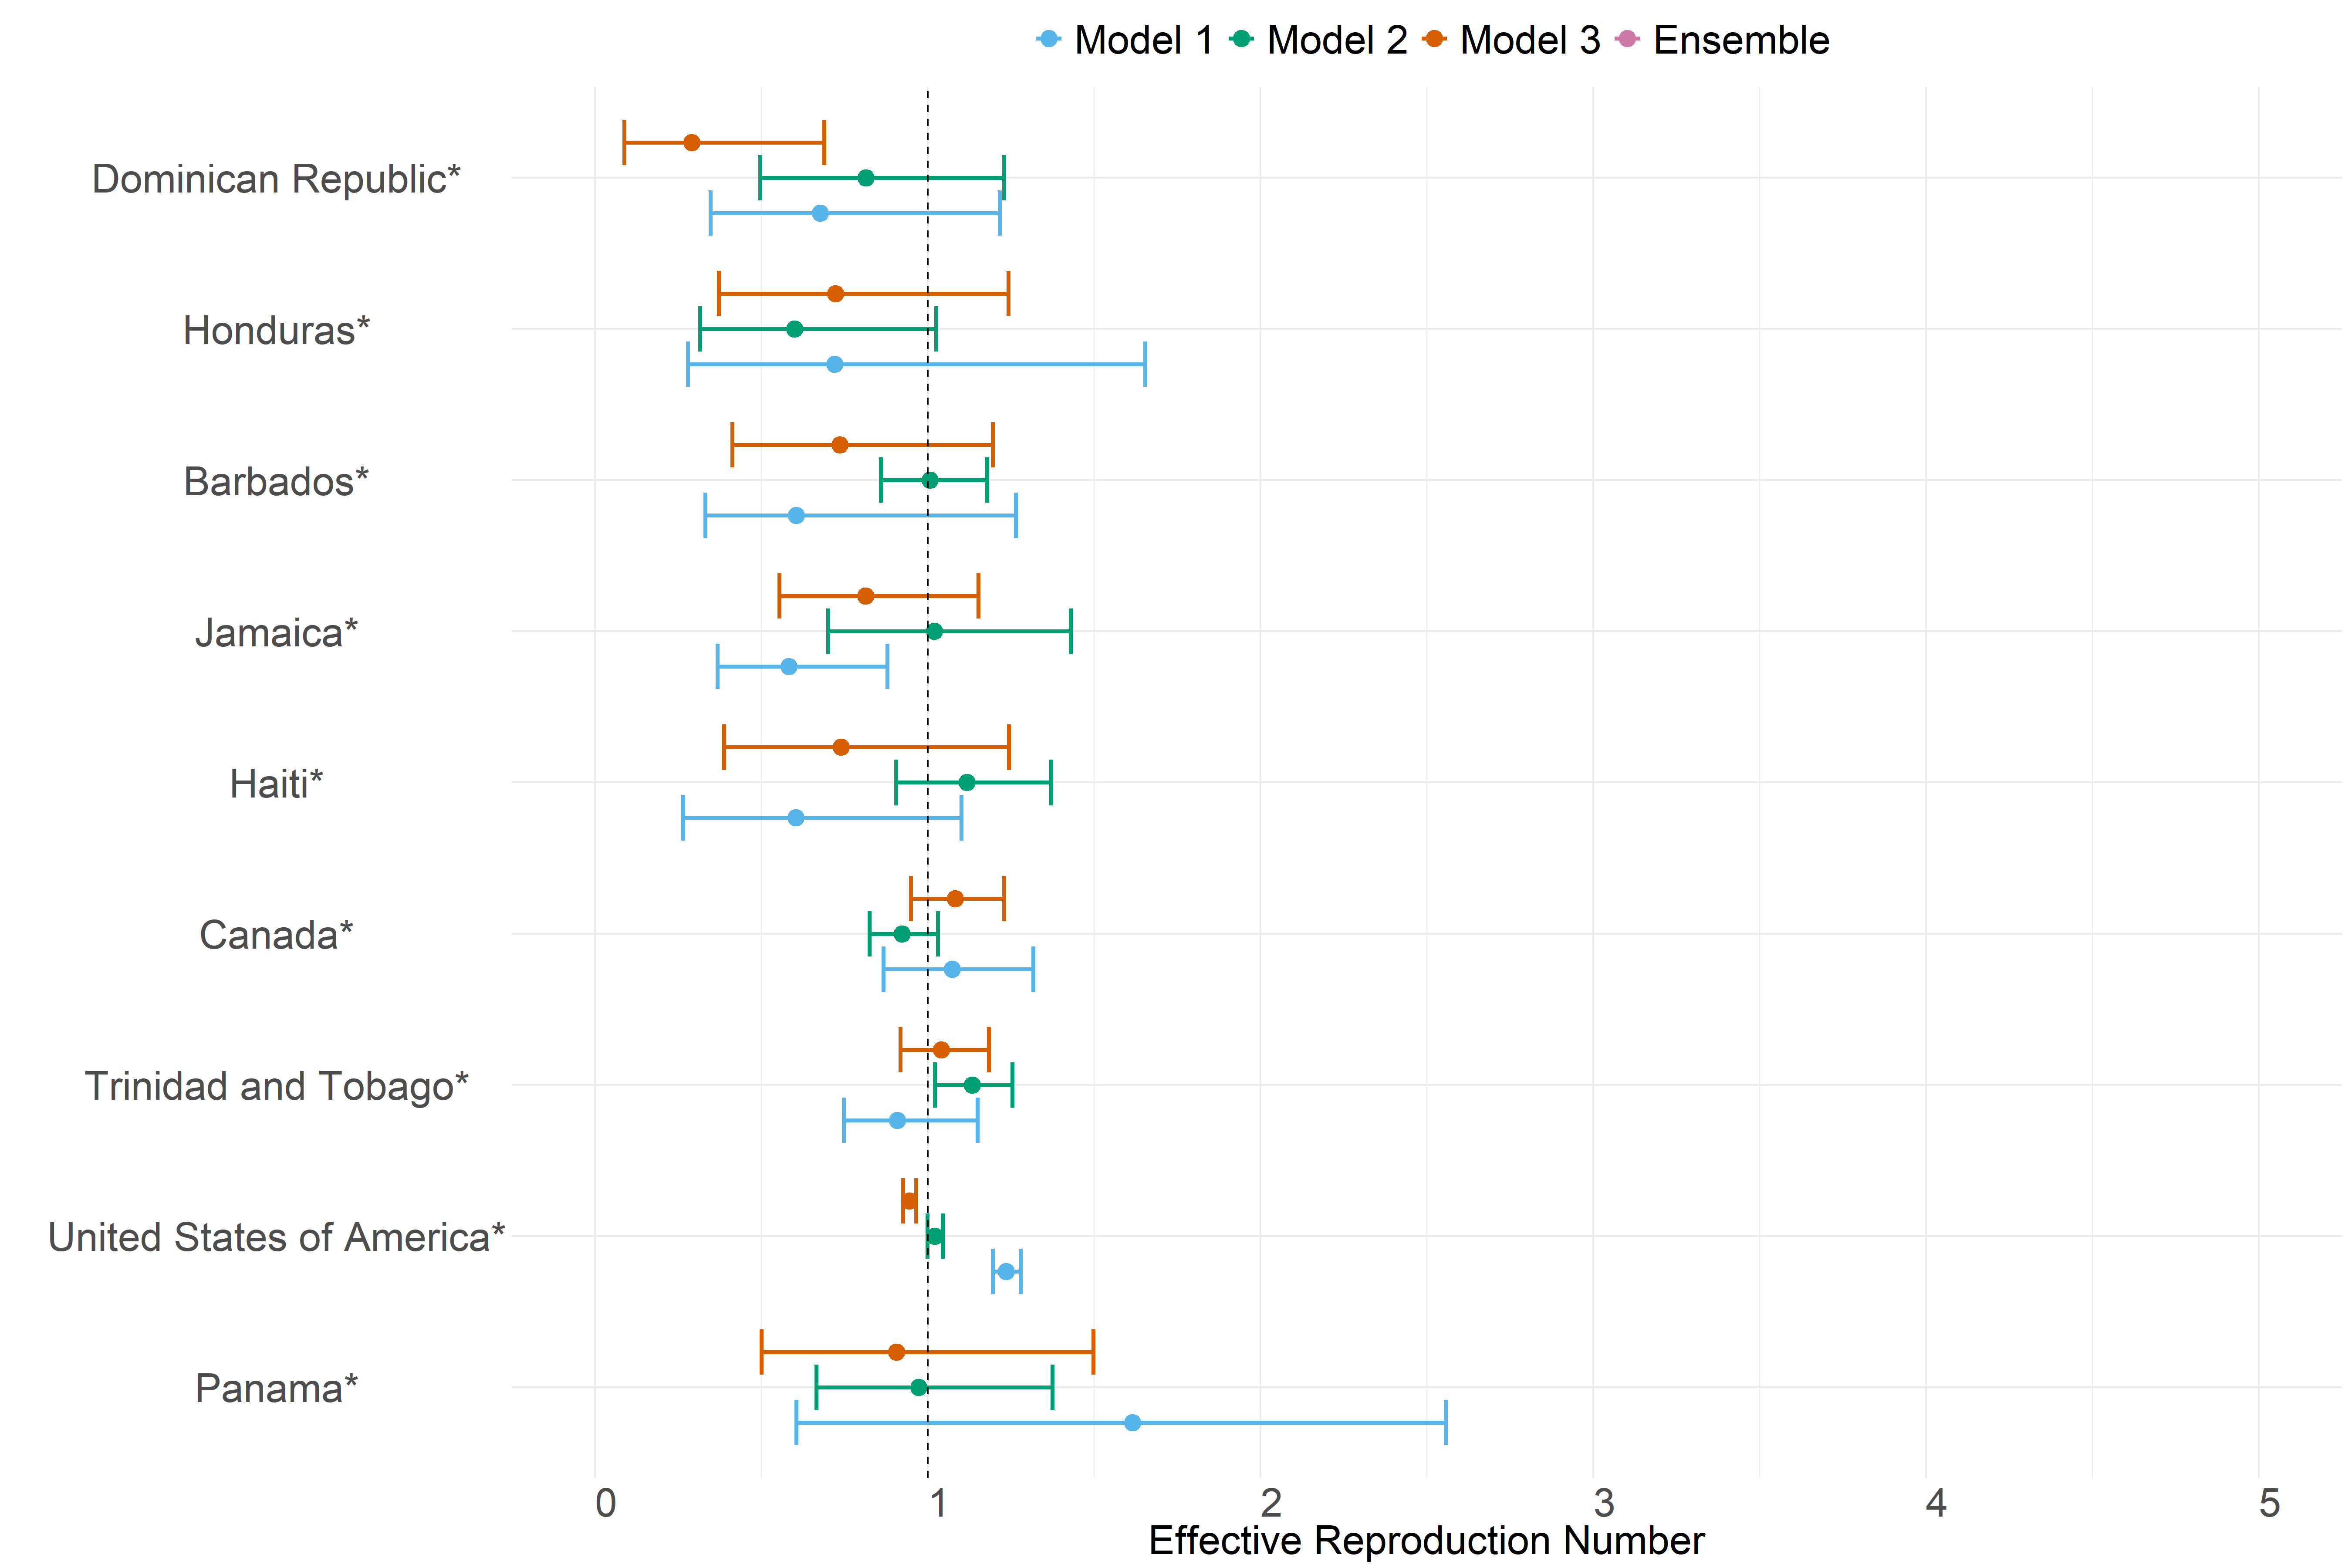 Model 1 Model 2 Model 3 Ensemble
Dominican Republic*
Honduras*
Barbados*
Jamaica*
Haiti*
Canada*
Trinidad and Tobago*
United States of America*
Panama*
0 1 2 3 4 5
Effective Reproduction Number